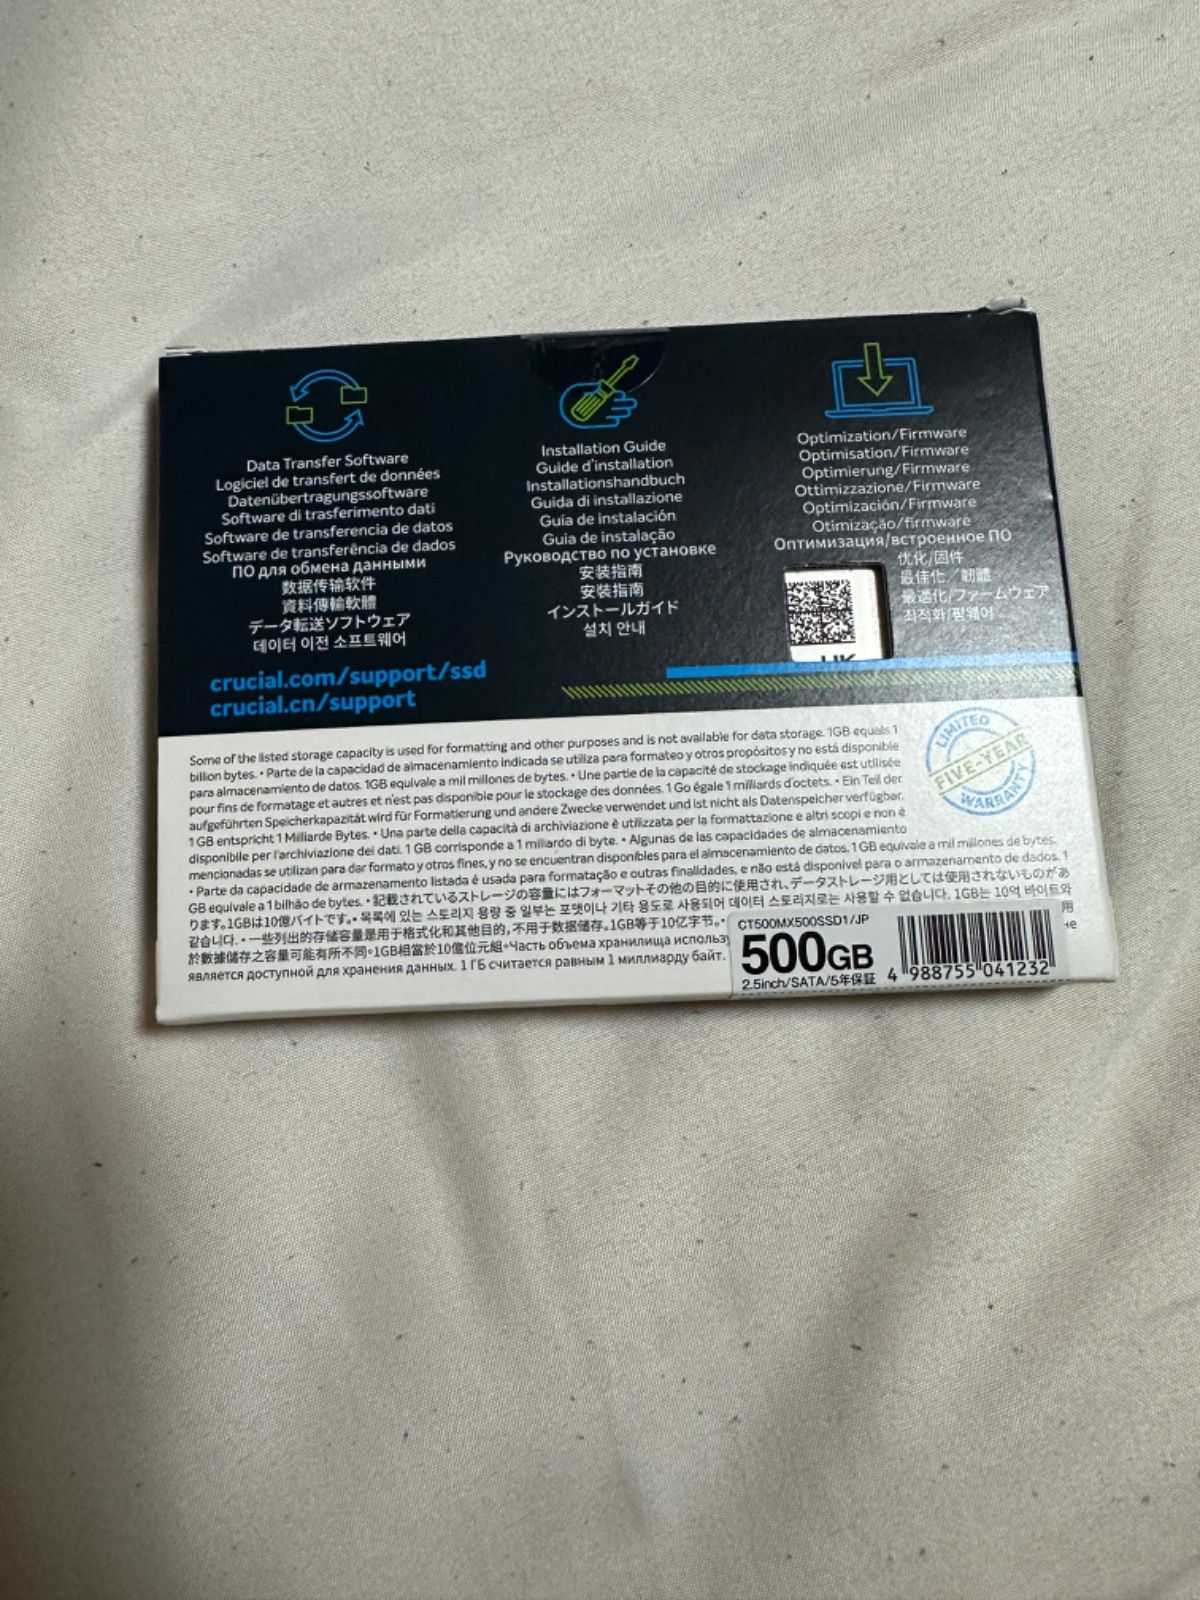 Data Transfer Software
Logiciel de transfert de données
Datenübertragungssoftware
Software di trasferimento dati
Software de transferencia de datos
Software de transferência de dados
ПО для обмена данными
数据传输软件
資料傳輸軟體
データ転送ソフトウェア
데이터 이전 소프트웨어
Installation Guide
Guide d'installation
Installationshandbuch
Guida di installazione
Guía de instalación
Guia de instalação
Руководство по установке
安装指南
安裝指南
インストールガイド
설치 안내
Optimization/Firmware
Optimisation/Firmware
Optimierung/Firmware
Ottimizzazione/Firmware
Optimización/Firmware
Otimização/firmware
Оптимизация/встроенное ПО
优化/固件
最佳化/韌體
最適化/ファームウェア
최적화/펌웨어
UK
crucial.com/support/ssd
crucial.cn/support
Some of the listed storage capacity is used for formatting and other purposes and is not available for data storage. 1GB equals 1
billion bytes. • Parte de la capacidad de almacenamiento indicada se utiliza para formateo y otros propósitos y no está disponible
para almacenamiento de datos. 1GB equivale a mil millones de bytes. • Une partie de la capacité de stockage indiquée est utilisée
pour fins de formatage et autres et n'est pas disponible pour le stockage des données. 1 Go égale 1 milliards d'octets. • Ein Teil der
aufgeführten Speicherkapazität wird für Formatierung und andere Zwecke verwendet und ist nicht als Datenspeicher verfügbar.
1 GB entspricht 1 Milliarde Bytes. • Una parte della capacità di archiviazione è utilizzata per la formattazione e altri scopi e non è
disponibile per l'archiviazione dei dati. 1 GB corrisponde a 1 miliardo di byte. • Algunas de las capacidades de almacenamiento
mencionadas se utilizan para dar formato y otros fines, y no se encuentran disponibles para el almacenamiento de datos. 1 GB equivale a mil millones de bytes.
• Parte da capacidade de armazenamento listada é usada para formatação e outras finalidades, e não está disponível para o armazenamento de dados. 1
GB equivale a 1 bilhão de bytes. • 記載されているストレージの容量にはフォーマットその他の目的に使用され、データストレージ用としては使用されないものがあ
ります。1GBは10億バイトです。• 목록에 있는 스토리지 용량 중 일부는 포맷이나 기타 용도로 사용되어 데이터 스토리지로는 사용할 수 없습니다. 1GB는 10억 바이트와
같습니다. • 一些列出的存储容量是用于格式化和其他目的，不用于数据储存。1GB等于10亿字节。• 用
於數據儲存之容量可能有所不同。1GB相當於10億位元組。•Часть объема хранилища использу не
является доступной для хранения данных. 1 ГБ считается равным 1 миллиарду байт.
LIMITED
FIVE-YEAR
WARRANTY
CT500MX500SSD1/JP
500GB
2.5inch/SATA/5年保証
4 988755 041232